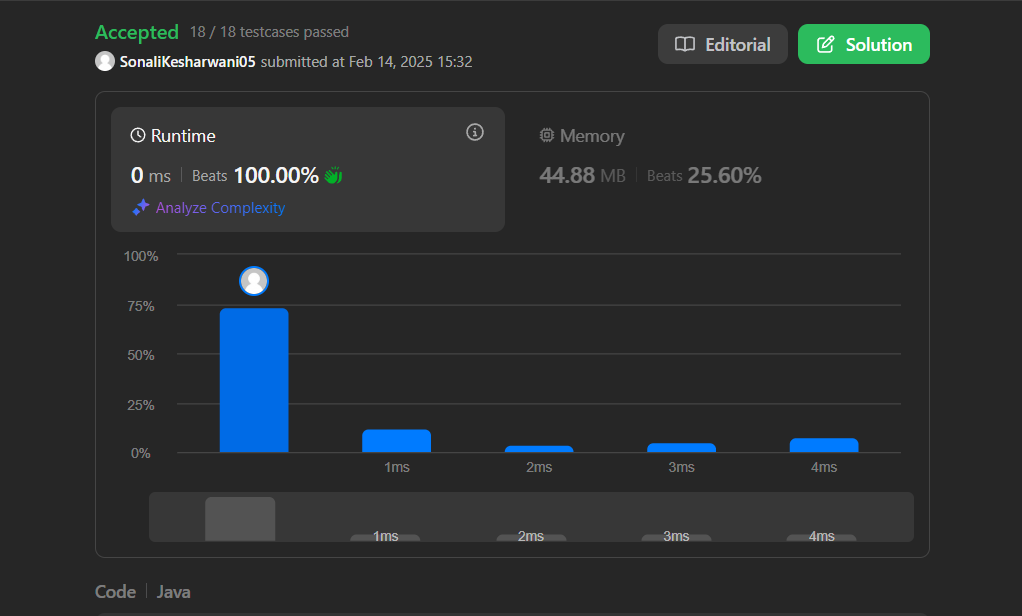 Accepted 18 / 18 testcases passed
Editorial
Solution
SonaliKesharwani05 submitted at Feb 14, 2025 15:32
Runtime
0 ms | Beats 100.00%
Analyze Complexity
Memory
44.88 MB | Beats 25.60%
100%
75%
50%
25%
0%
1ms 2ms 3ms 4ms
1ms 2ms 3ms 4ms
Code | Java